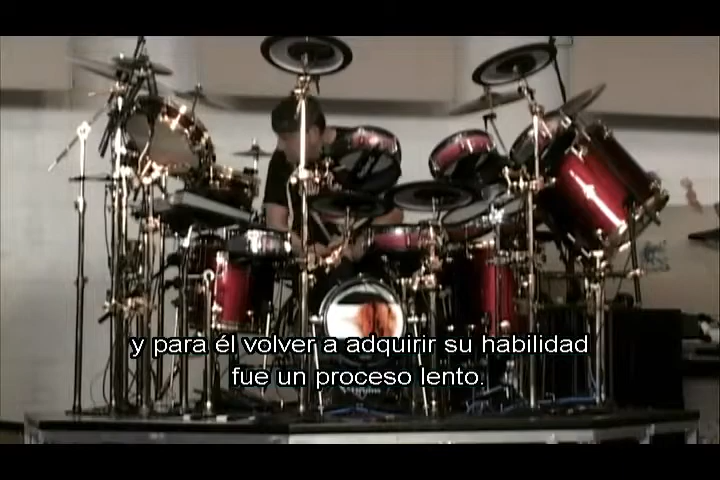 y para él volver a adquirir su habilidad
fue un proceso lento.